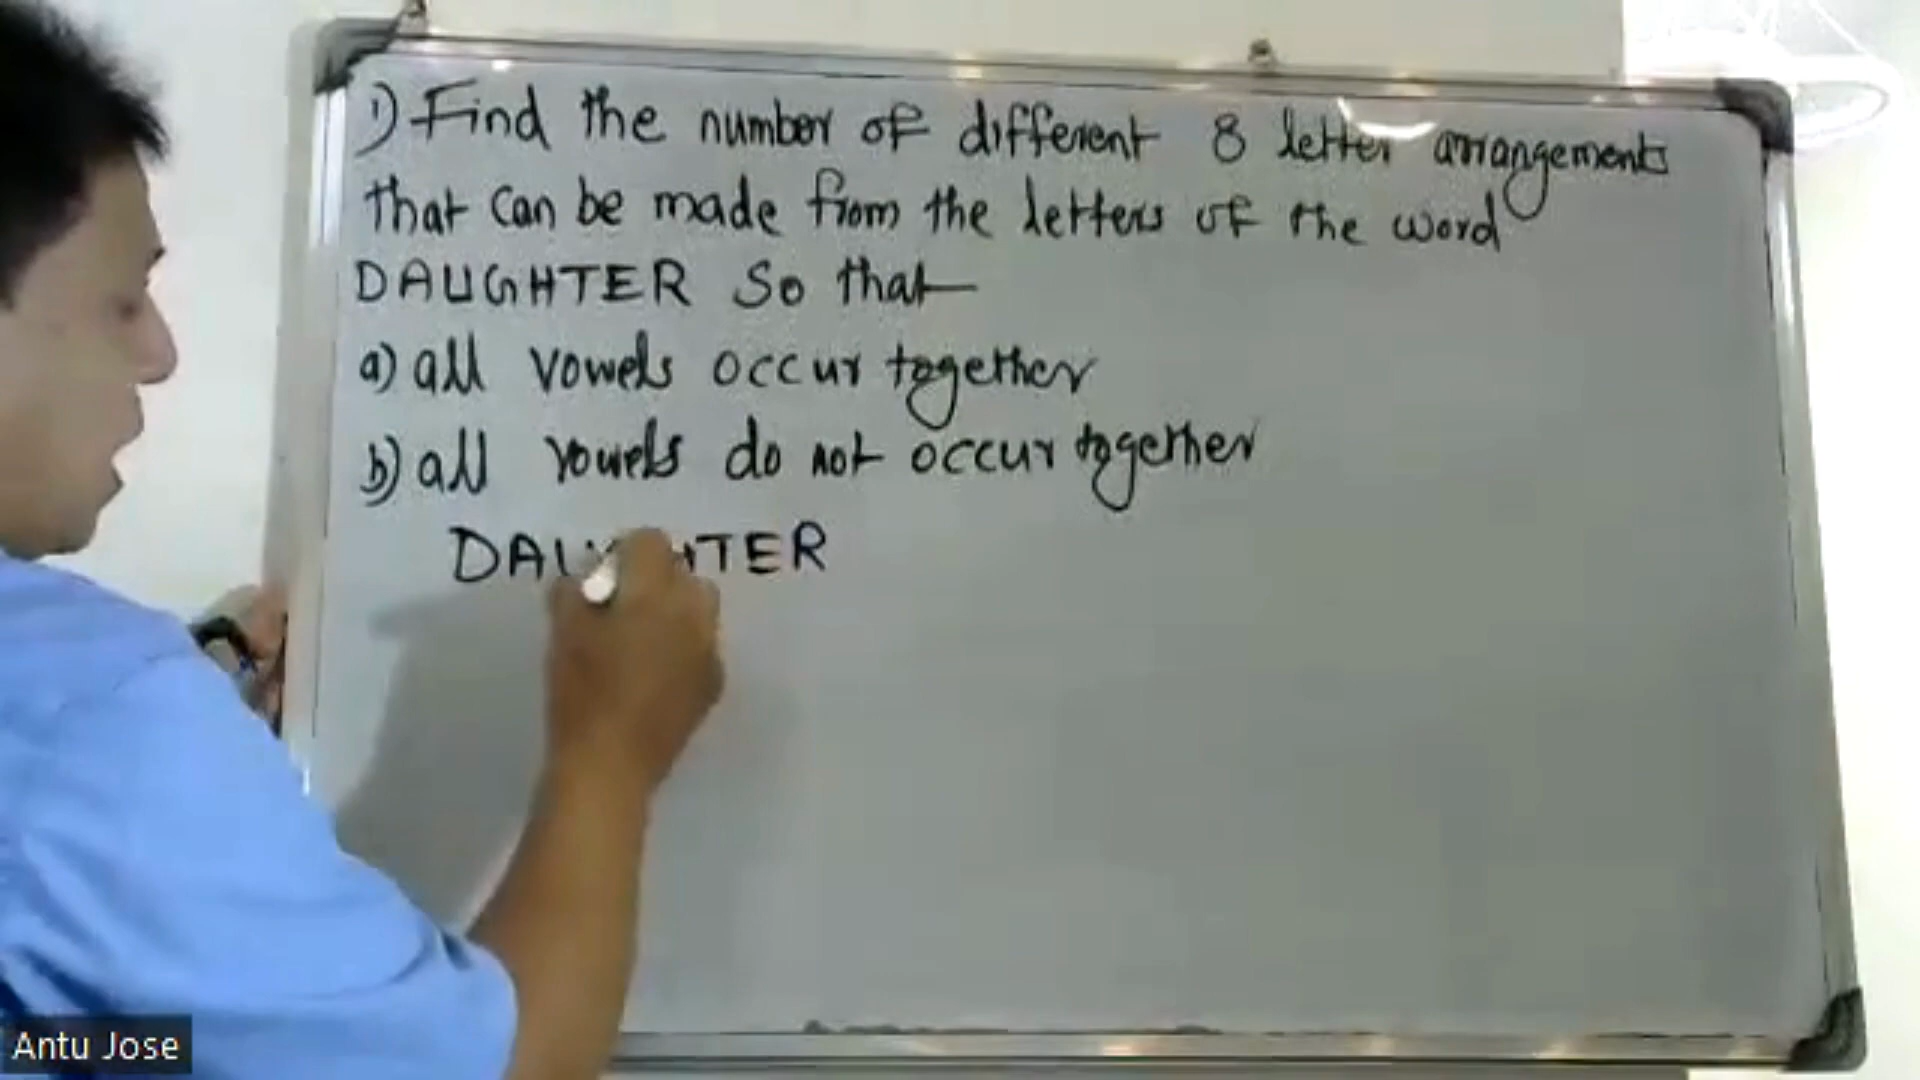 1) Find the number of different 8 letter arrangements
that can be made from the letters of the word
DAUGHTER so that
a) all vowels occur together
b) all vowels do not occur together
DAUGHTER
Antu Jose